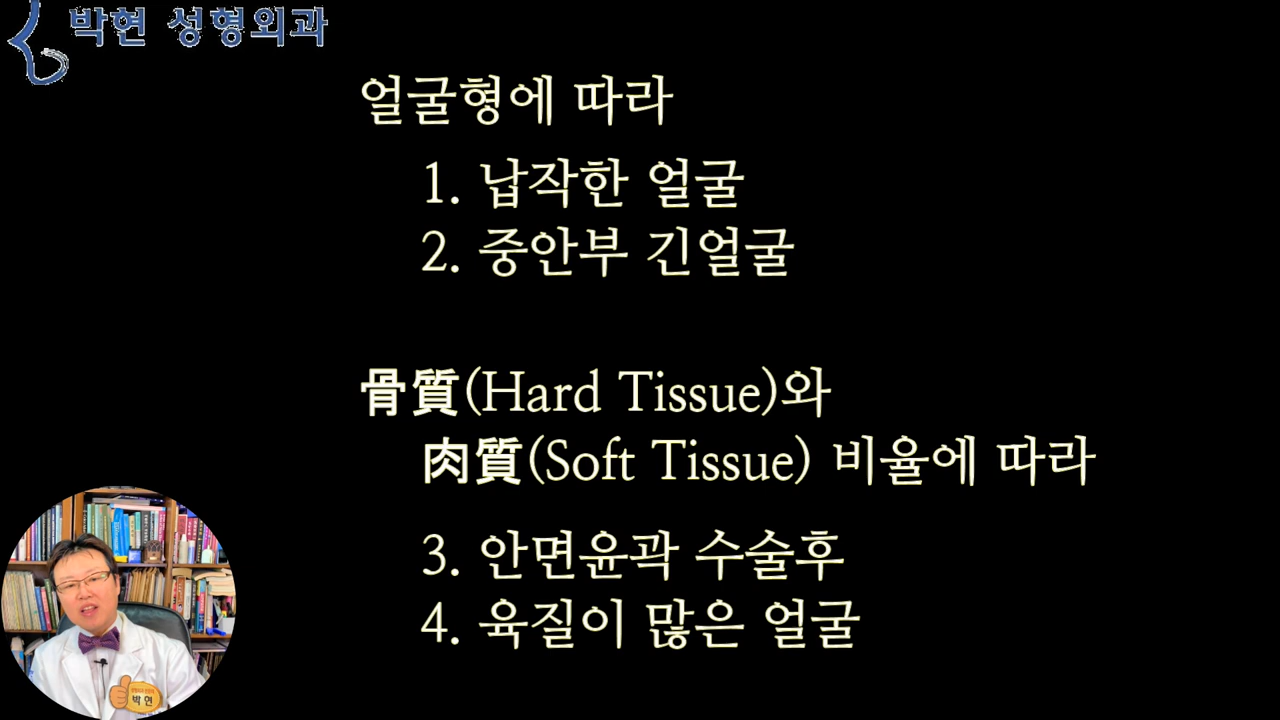 박현 성형외과
얼굴형에 따라
1. 납작한 얼굴
2. 중안부 긴얼굴
骨質(Hard Tissue)와
肉質(Soft Tissue) 비율에 따라
3. 안면윤곽 수술후
4. 육질이 많은 얼굴
박현